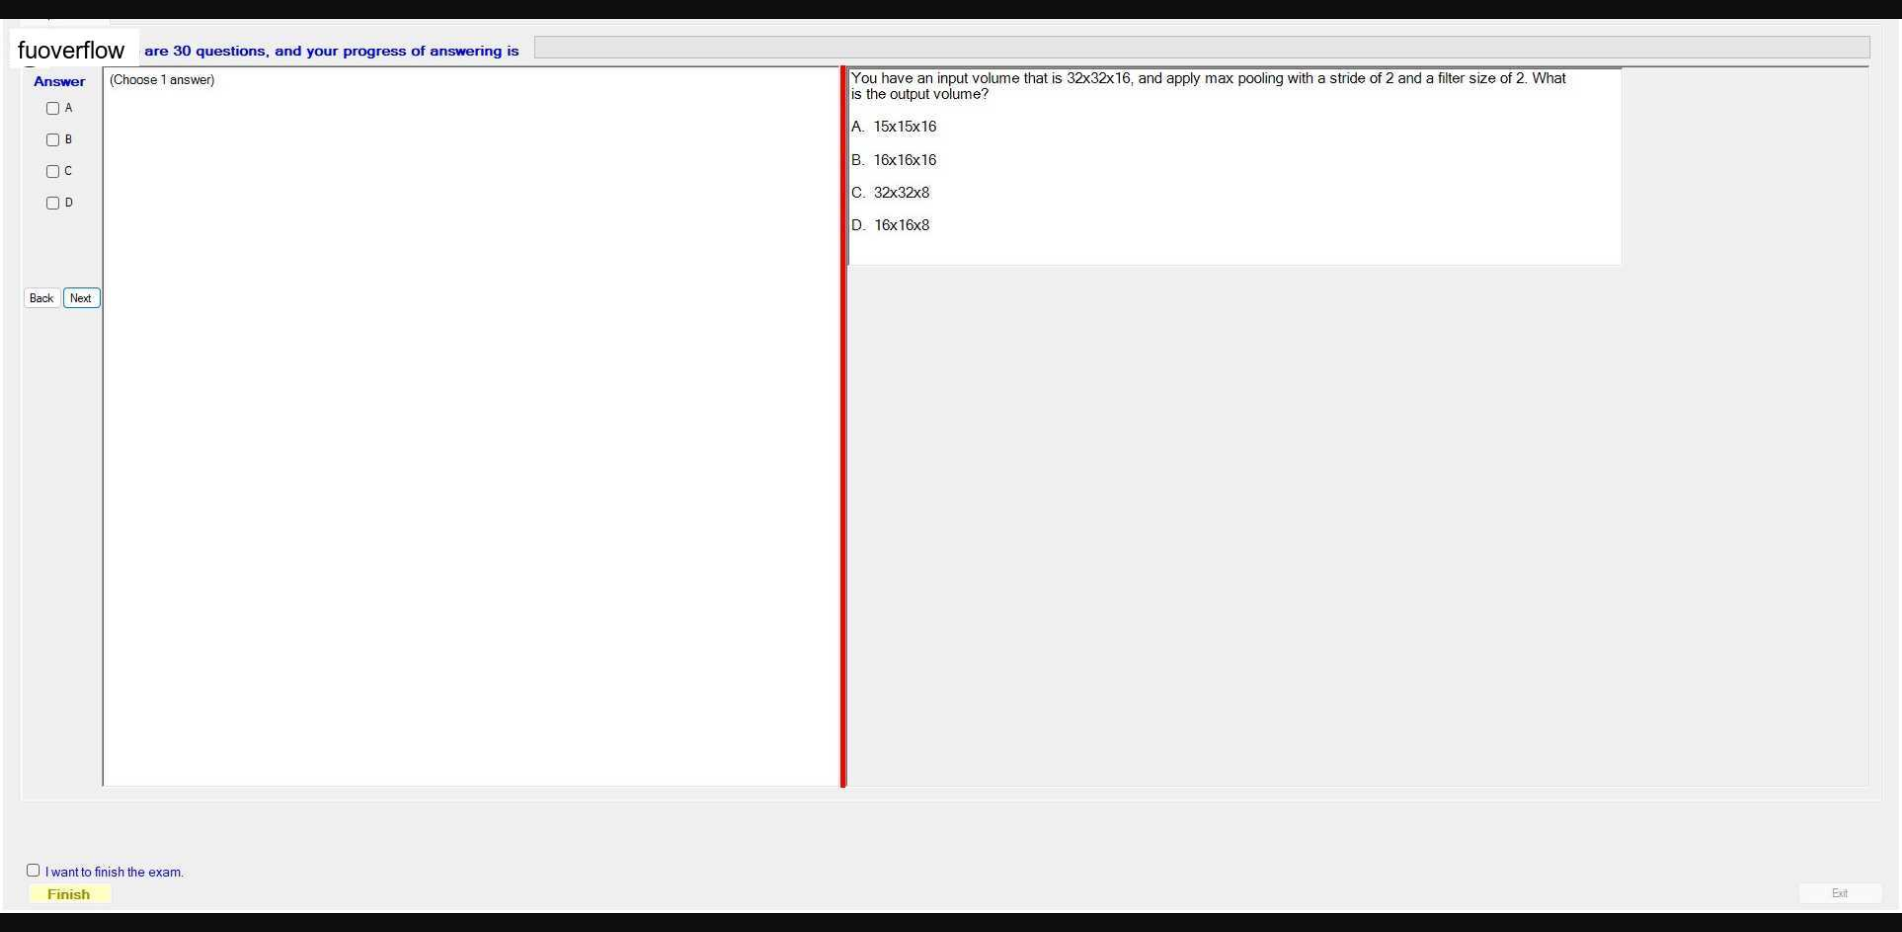 fuoverflow are 30 questions, and your progress of answering is
Answer
(Choose 1 answer)
A
B
C
D
Back Next
You have an input volume that is 32x32x16, and apply max pooling with a stride of 2 and a filter size of 2. What
is the output volume?
A. 15x15x16
B. 16x16x16
C. 32x32x8
D. 16x16x8
I want to finish the exam.
Finish
Exit